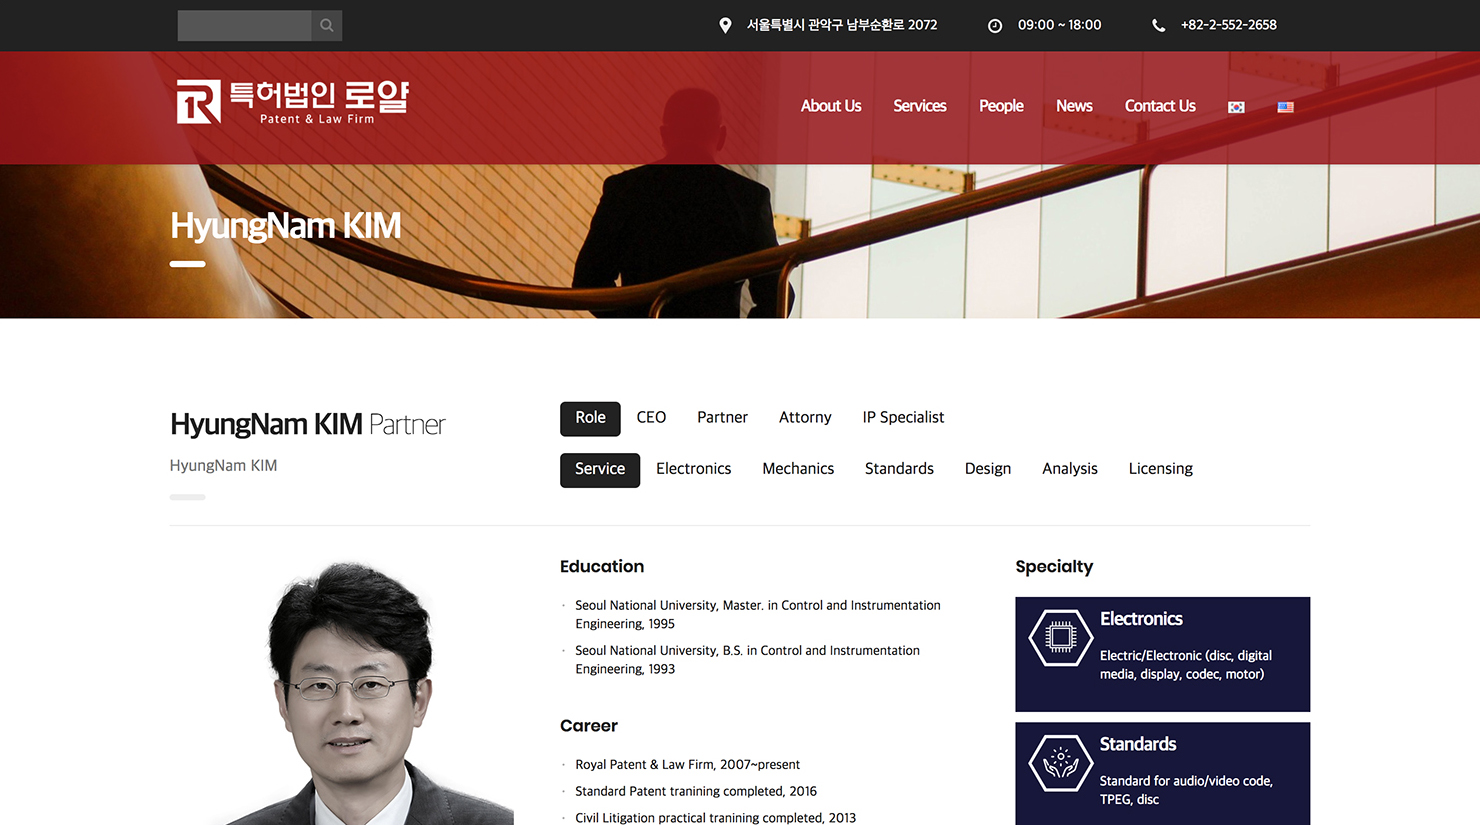 서울특별시 관악구 남부순환로 2072
09:00 ~ 18:00
+82-2-552-2658
1R 특허법인 로얄
Patent & Law Firm
About Us
Services
People
News
Contact Us
HyungNam KIM
HyungNam KIM Partner
HyungNam KIM
Role CEO Partner Attorny IP Specialist
Service Electronics Mechanics Standards Design Analysis Licensing
Education
Seoul National University, Master. in Control and Instrumentation
Engineering, 1995
Seoul National University, B.S. in Control and Instrumentation
Engineering, 1993
Career
Royal Patent & Law Firm, 2007~present
Standard Patent tranining completed, 2016
Civil Litigation practical tranining completed, 2013
Specialty
Electronics
Electric/Electronic (disc, digital
media, display, codec, motor)
Standards
Standard for audio/video code,
TPEG, disc